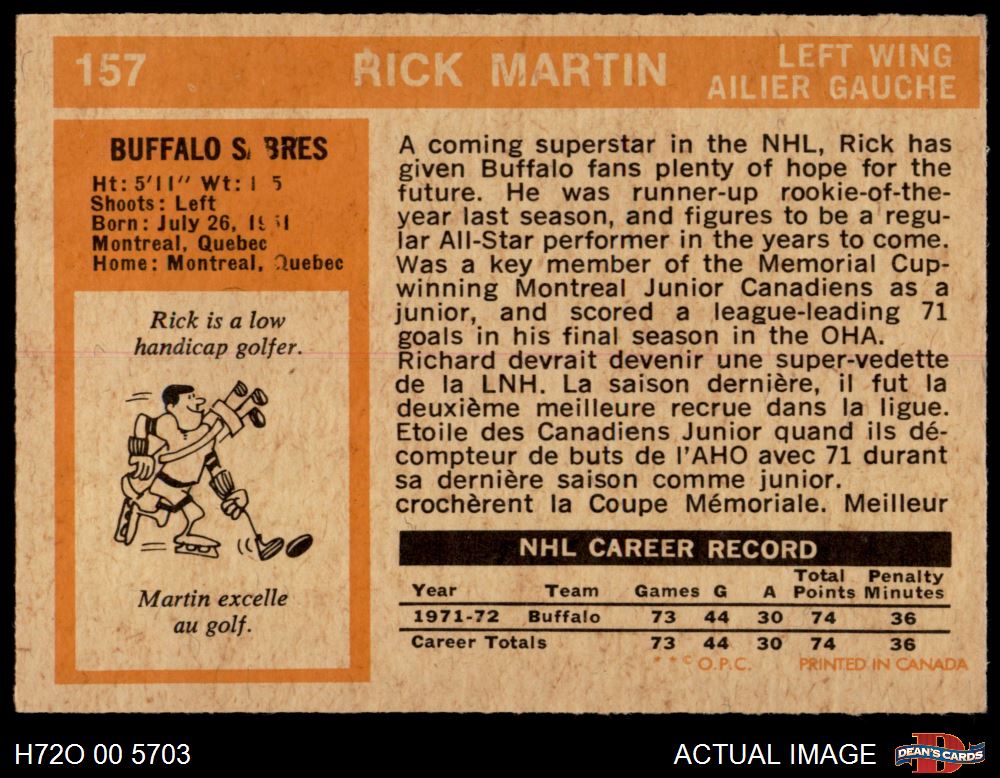 157
RICK MARTIN
LEFT WING
AILIER GAUCHE
BUFFALO S BRES
Ht: 5'11" Wt: 1 5
Shoots: Left
Born: July 26, 19 1
Montreal, Quebec
Home: Montreal, Quebec
Rick is a low
handicap golfer.
Martin excelle
au golf.
A coming superstar in the NHL, Rick has
given Buffalo fans plenty of hope for the
future. He was runner-up rookie-of-the-
year last season, and figures to be a regu-
lar All-Star performer in the years to come.
Was a key member of the Memorial Cup-
winning Montreal Junior Canadiens as a
junior, and scored a league-leading 71
goals in his final season in the OHA.
Richard devrait devenir une super-vedette
de la LNH. La saison dernière, il fut la
deuxième meilleure recrue dans la ligue.
Etoile des Canadiens Junior quand ils dé-
compteur de buts de l'AHO avec 71 durant
sa dernière saison comme junior.
crochèrent la Coupe Mémoriale. Meilleur
NHL CAREER RECORD
Year Team Games G A Total Points Penalty Minutes
1971-72 Buffalo 73 44 30 74 36
Career Totals 73 44 30 74 36
* * © O.P.C. PRINTED IN CANADA
H72O 00 5703
ACTUAL IMAGE
DEAN'S CARDS